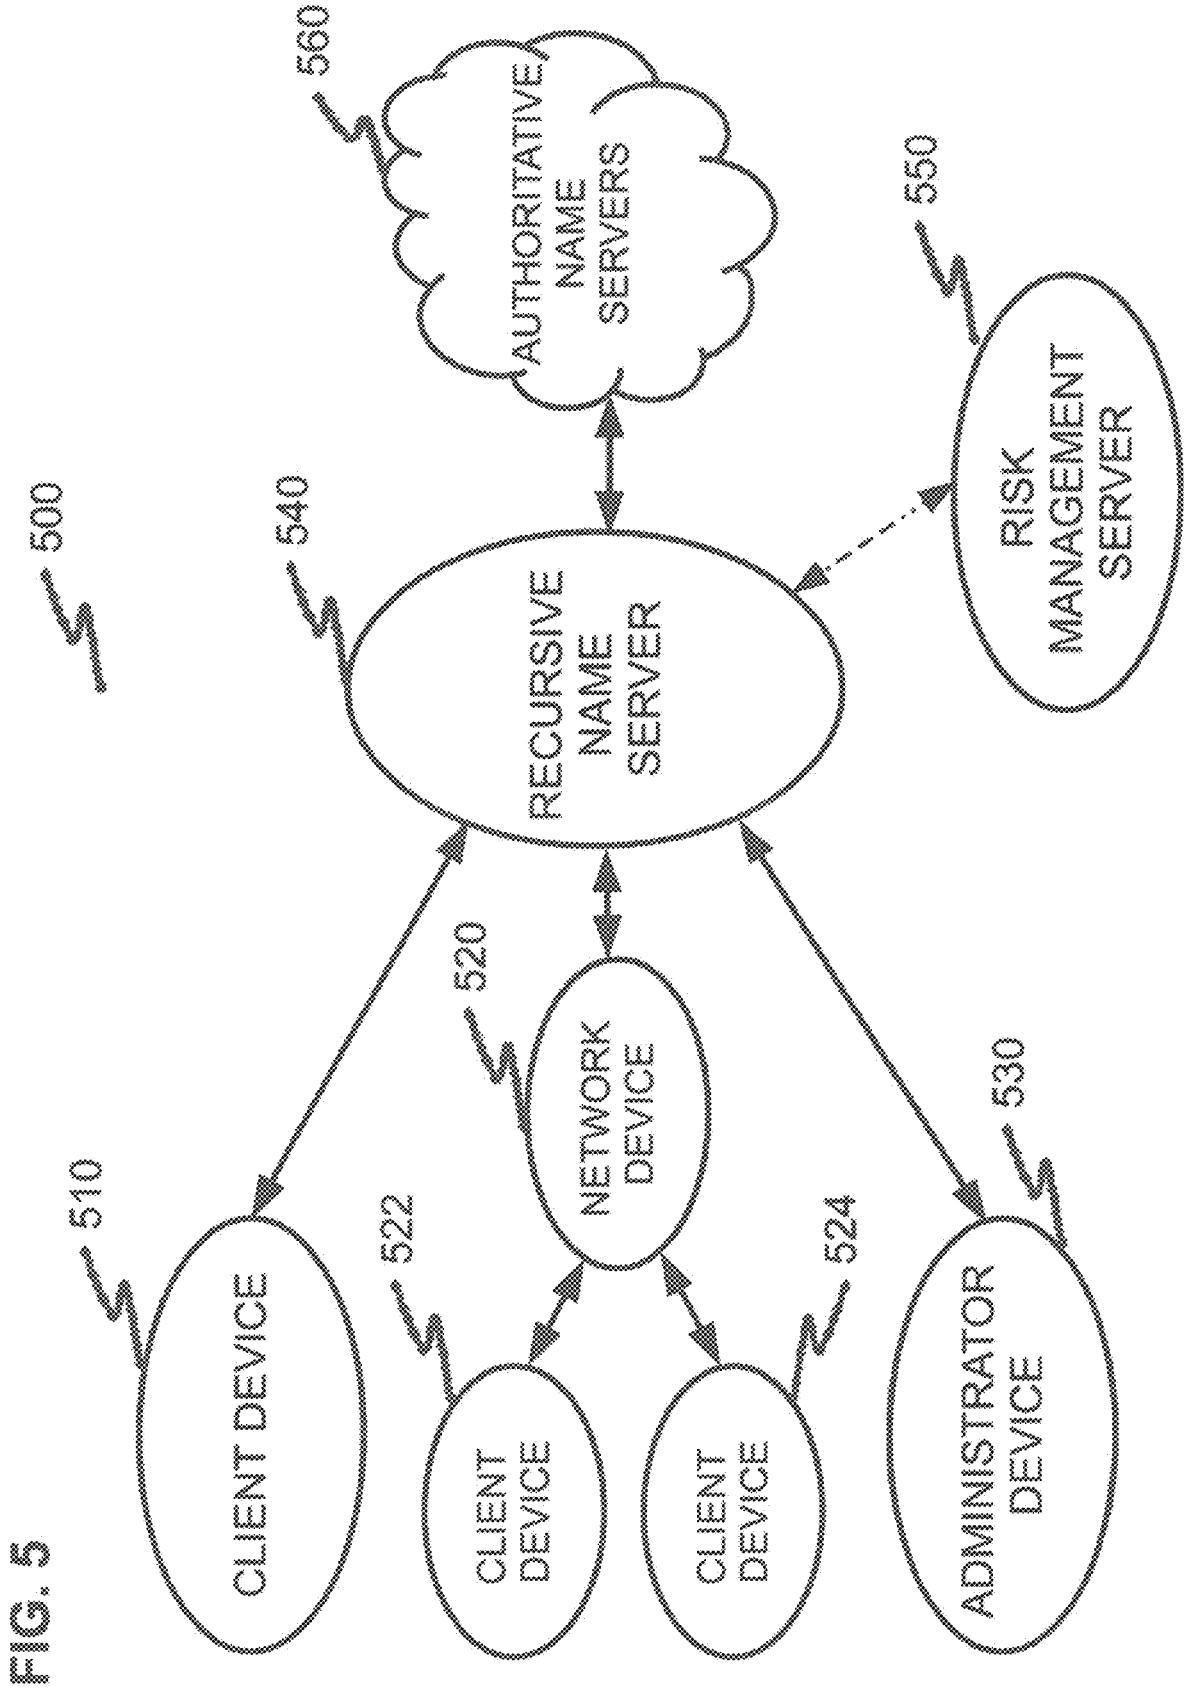 FIG. 5
500
510
CLIENT DEVICE
522
CLIENT
DEVICE
524
CLIENT
DEVICE
520
NETWORK
DEVICE
530
ADMINISTRATOR
DEVICE
540
RECURSIVE
NAME
SERVER
560
AUTHORITATIVE
NAME
SERVERS
550
RISK
MANAGEMENT
SERVER